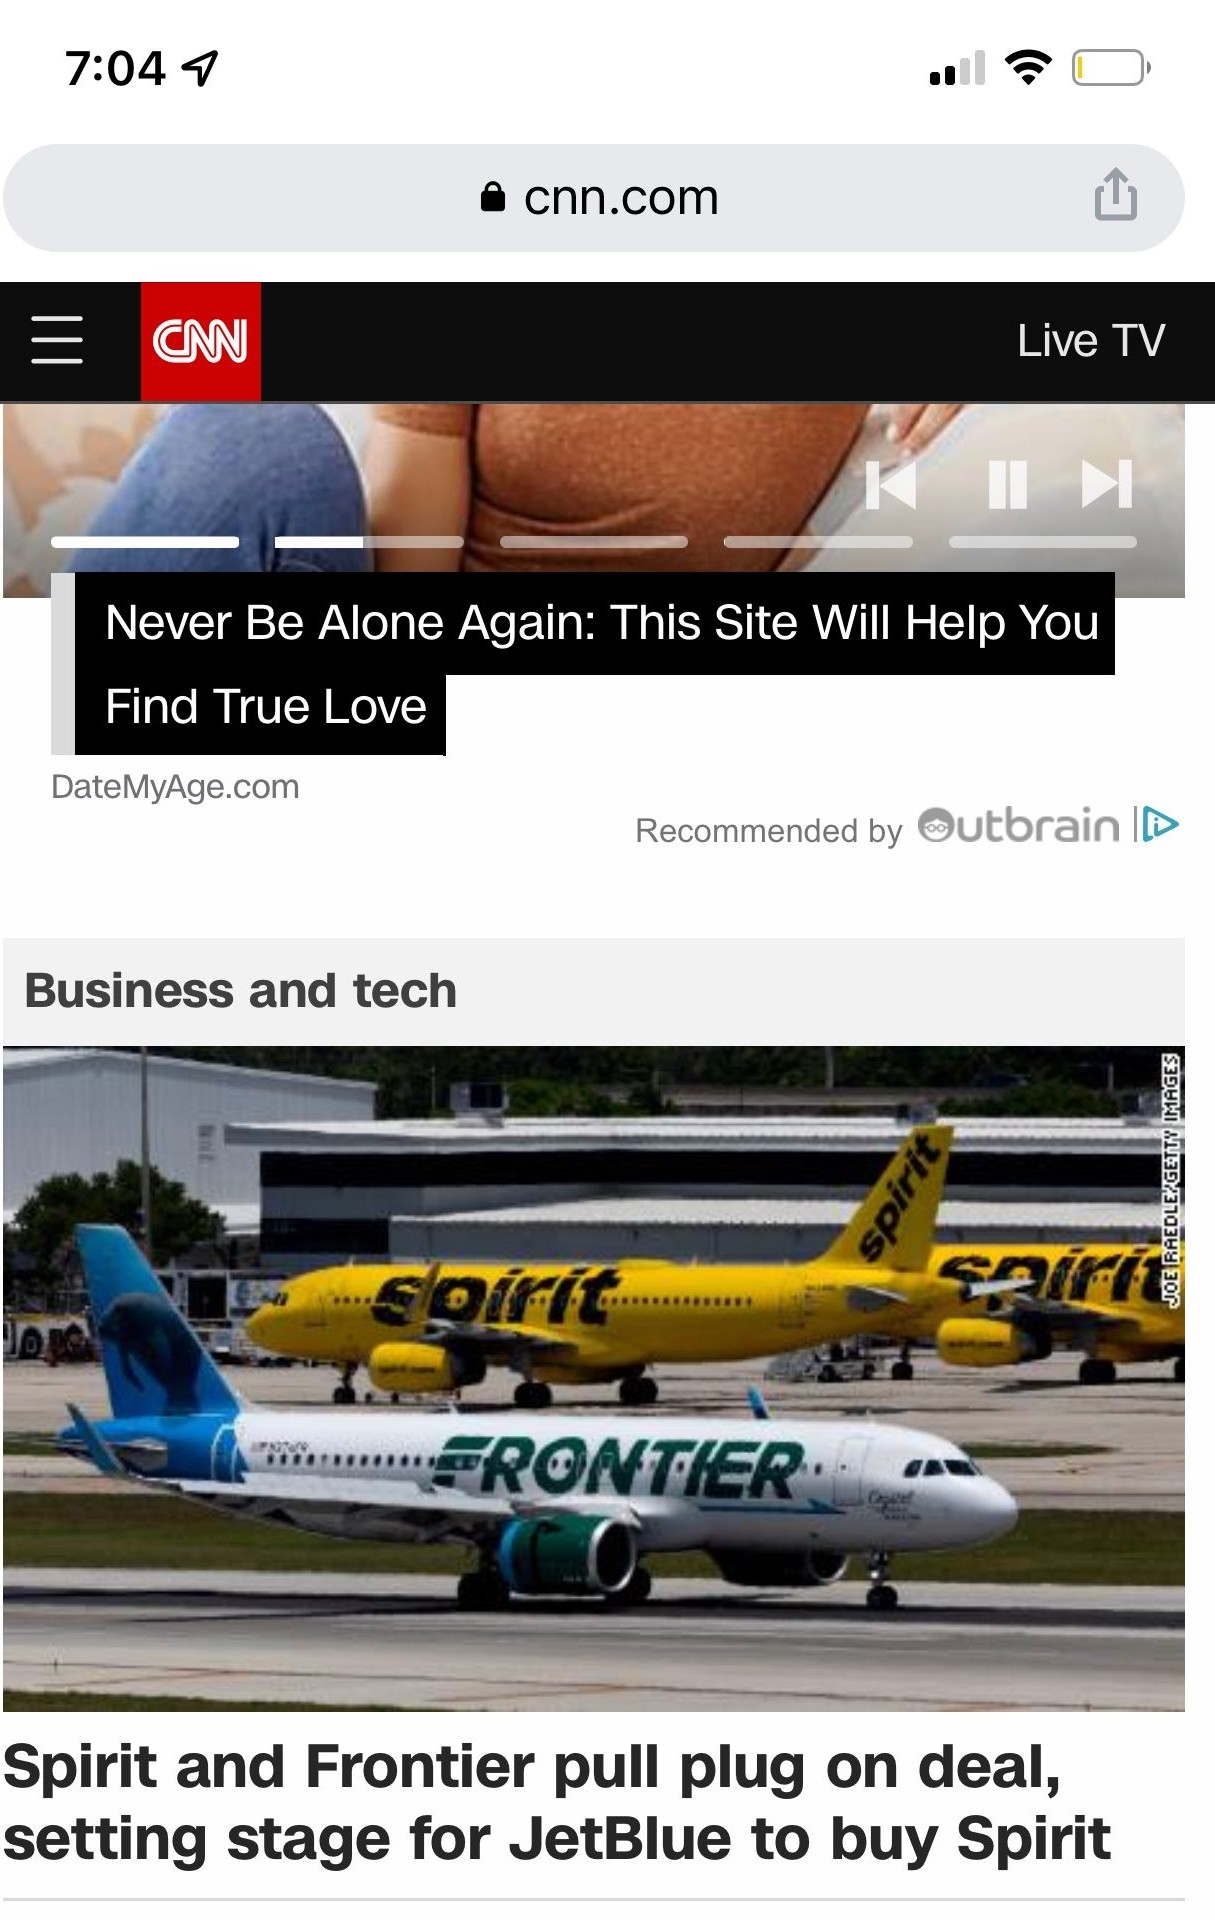 7:04
cnn.com
CNN
Live TV
Never Be Alone Again: This Site Will Help You
Find True Love
DateMyAge.com
Recommended by Outbrain
Business and tech
JOE RAEDLE/GETTY IMAGES
spirit
spirit
spirit
FRONTIER
Spirit and Frontier pull plug on deal,
setting stage for JetBlue to buy Spirit